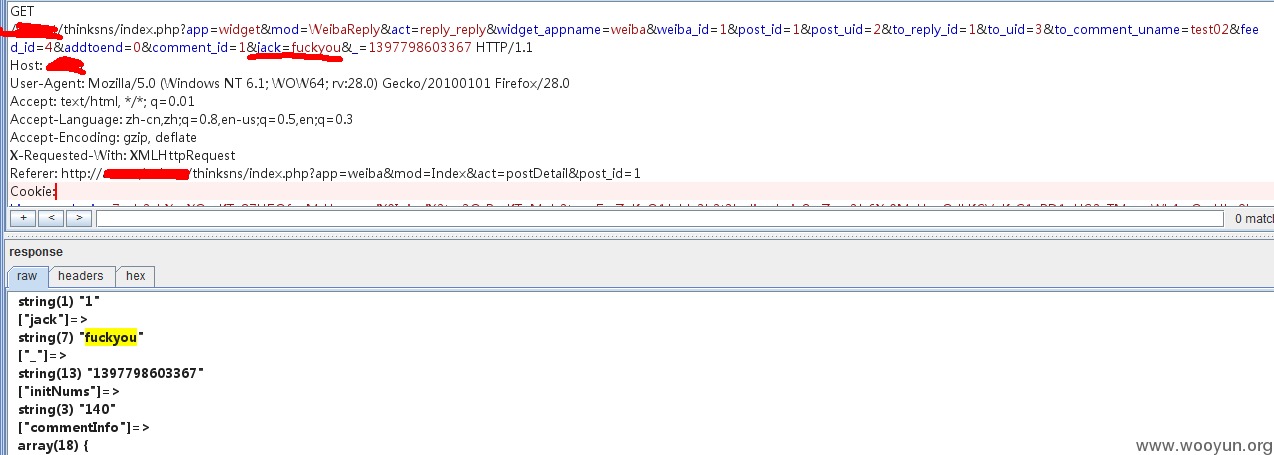 GET
/thinksns/index.php?app=widget&mod=WeibaReply&act=reply_reply&widget_appname=weiba&weiba_id=1&post_id=1&post_uid=2&to_reply_id=1&to_uid=3&to_comment_uname=test02&fee
d_id=4&addtoend=0&comment_id=1&jack=fuckyou&_=1397798603367 HTTP/1.1
Host:
User-Agent: Mozilla/5.0 (Windows NT 6.1; WOW64; rv:28.0) Gecko/20100101 Firefox/28.0
Accept: text/html, */*; q=0.01
Accept-Language: zh-cn,zh;q=0.8,en-us;q=0.5,en;q=0.3
Accept-Encoding: gzip, deflate
X-Requested-With: XMLHttpRequest
Referer: http:///thinksns/index.php?app=weiba&mod=Index&act=postDetail&post_id=1
Cookie:
+ < > 0 matc
response
raw headers hex
string(1) "1"
["jack"]=>
string(7) "fuckyou"
["_"]=>
string(13) "1397798603367"
["initNums"]=>
string(3) "140"
["commentInfo"]=>
array(18) {
www.wooyun.org